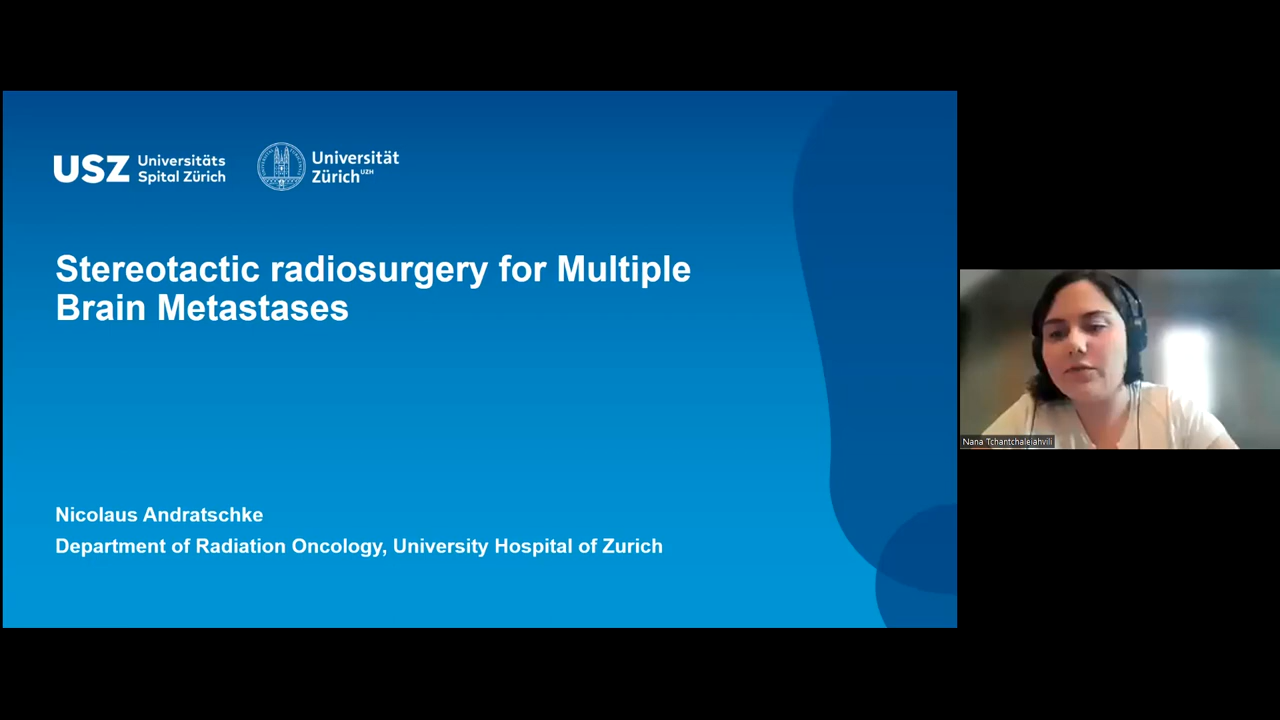 USZ Universitäts
Spital Zürich
Universität
Zürich UZH
Stereotactic radiosurgery for Multiple
Brain Metastases
Nicolaus Andratschke
Department of Radiation Oncology, University Hospital of Zurich
Nana Tchantchaleiahvili